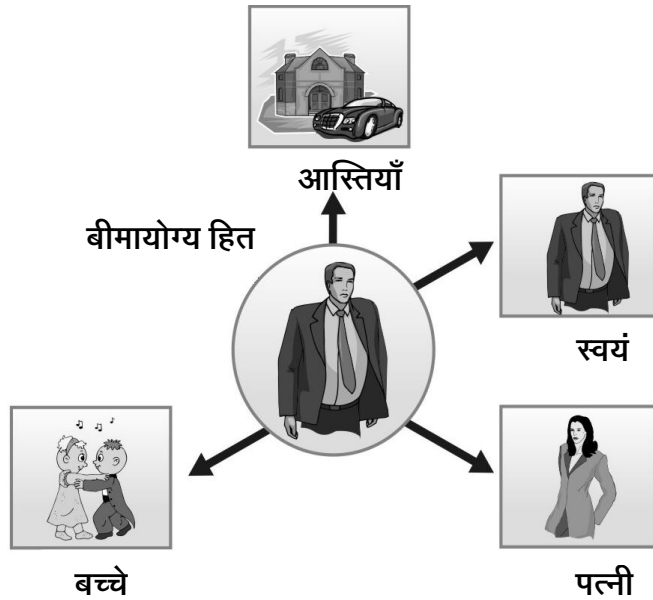 आस्तियाँ
बीमायोग्य हित
स्वयं
बच्चे
पत्नी